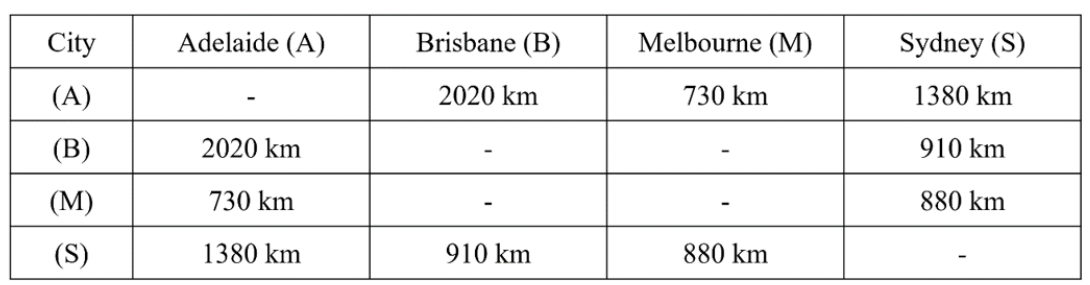 City Adelaide (A) Brisbane (B) Melbourne (M) Sydney (S)
(A) - 2020 km 730 km 1380 km
(B) 2020 km - - 910 km
(M) 730 km - - 880 km
(S) 1380 km 910 km 880 km -